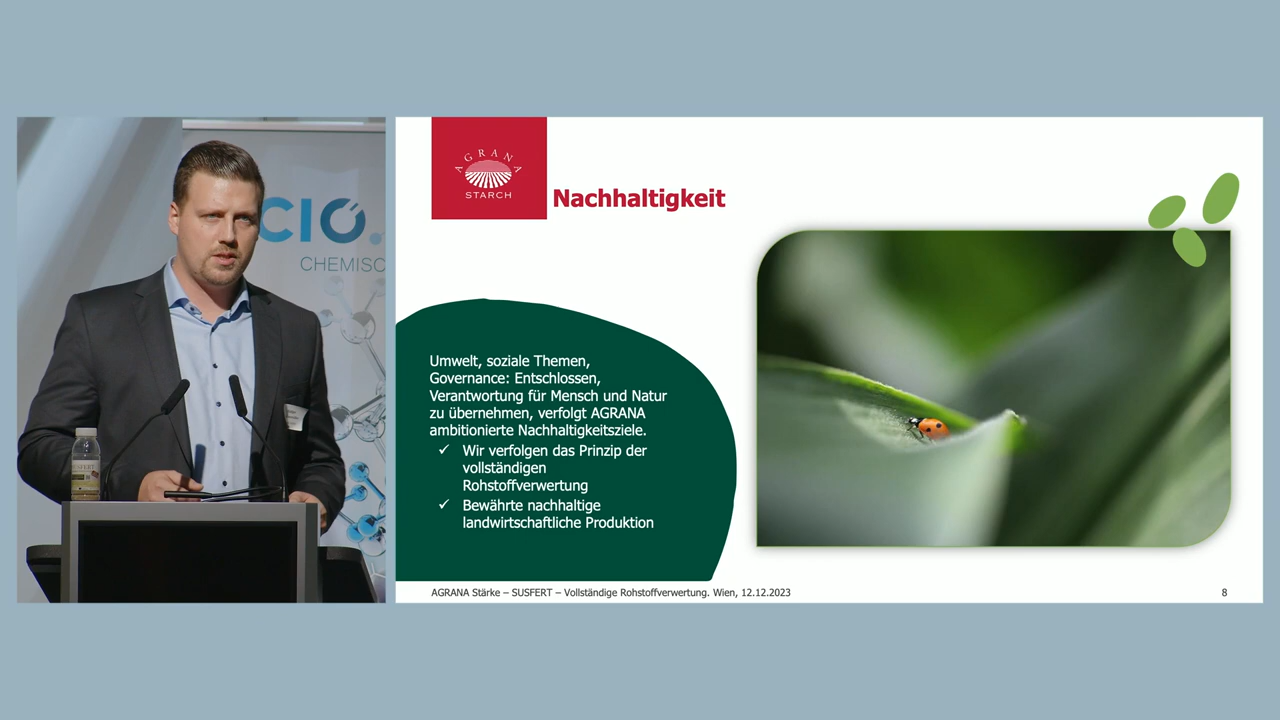 CIO.
CHEMISC
AGRANA
STARCH
Nachhaltigkeit
Umwelt, soziale Themen,
Governance: Entschlossen,
Verantwortung für Mensch und Natur
zu übernehmen, verfolgt AGRANA
ambitionierte Nachhaltigkeitsziele.
✓ Wir verfolgen das Prinzip der
vollständigen
Rohstoffverwertung
✓ Bewährte nachhaltige
landwirtschaftliche Produktion
AGRANA Stärke – SUSFERT – Vollständige Rohstoffverwertung. Wien, 12.12.2023
8